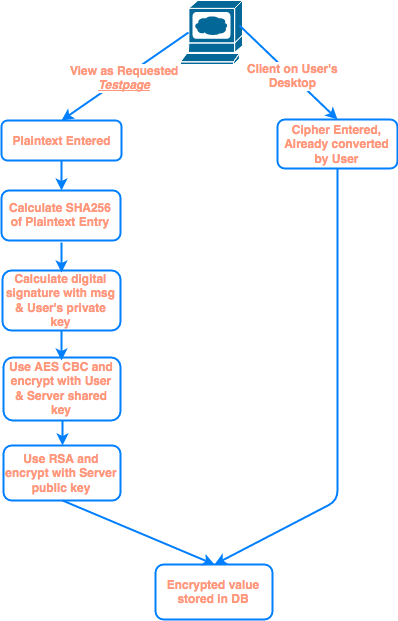 View as Requested
Testpage
Client on User's
Desktop
Plaintext Entered
Cipher Entered,
Already converted
by User
Calculate SHA256
of Plaintext Entry
Calculate digital
signature with msg
& User's private
key
Use AES CBC and
encrypt with User
& Server shared
key
Use RSA and
encrypt with Server
public key
Encrypted value
stored in DB